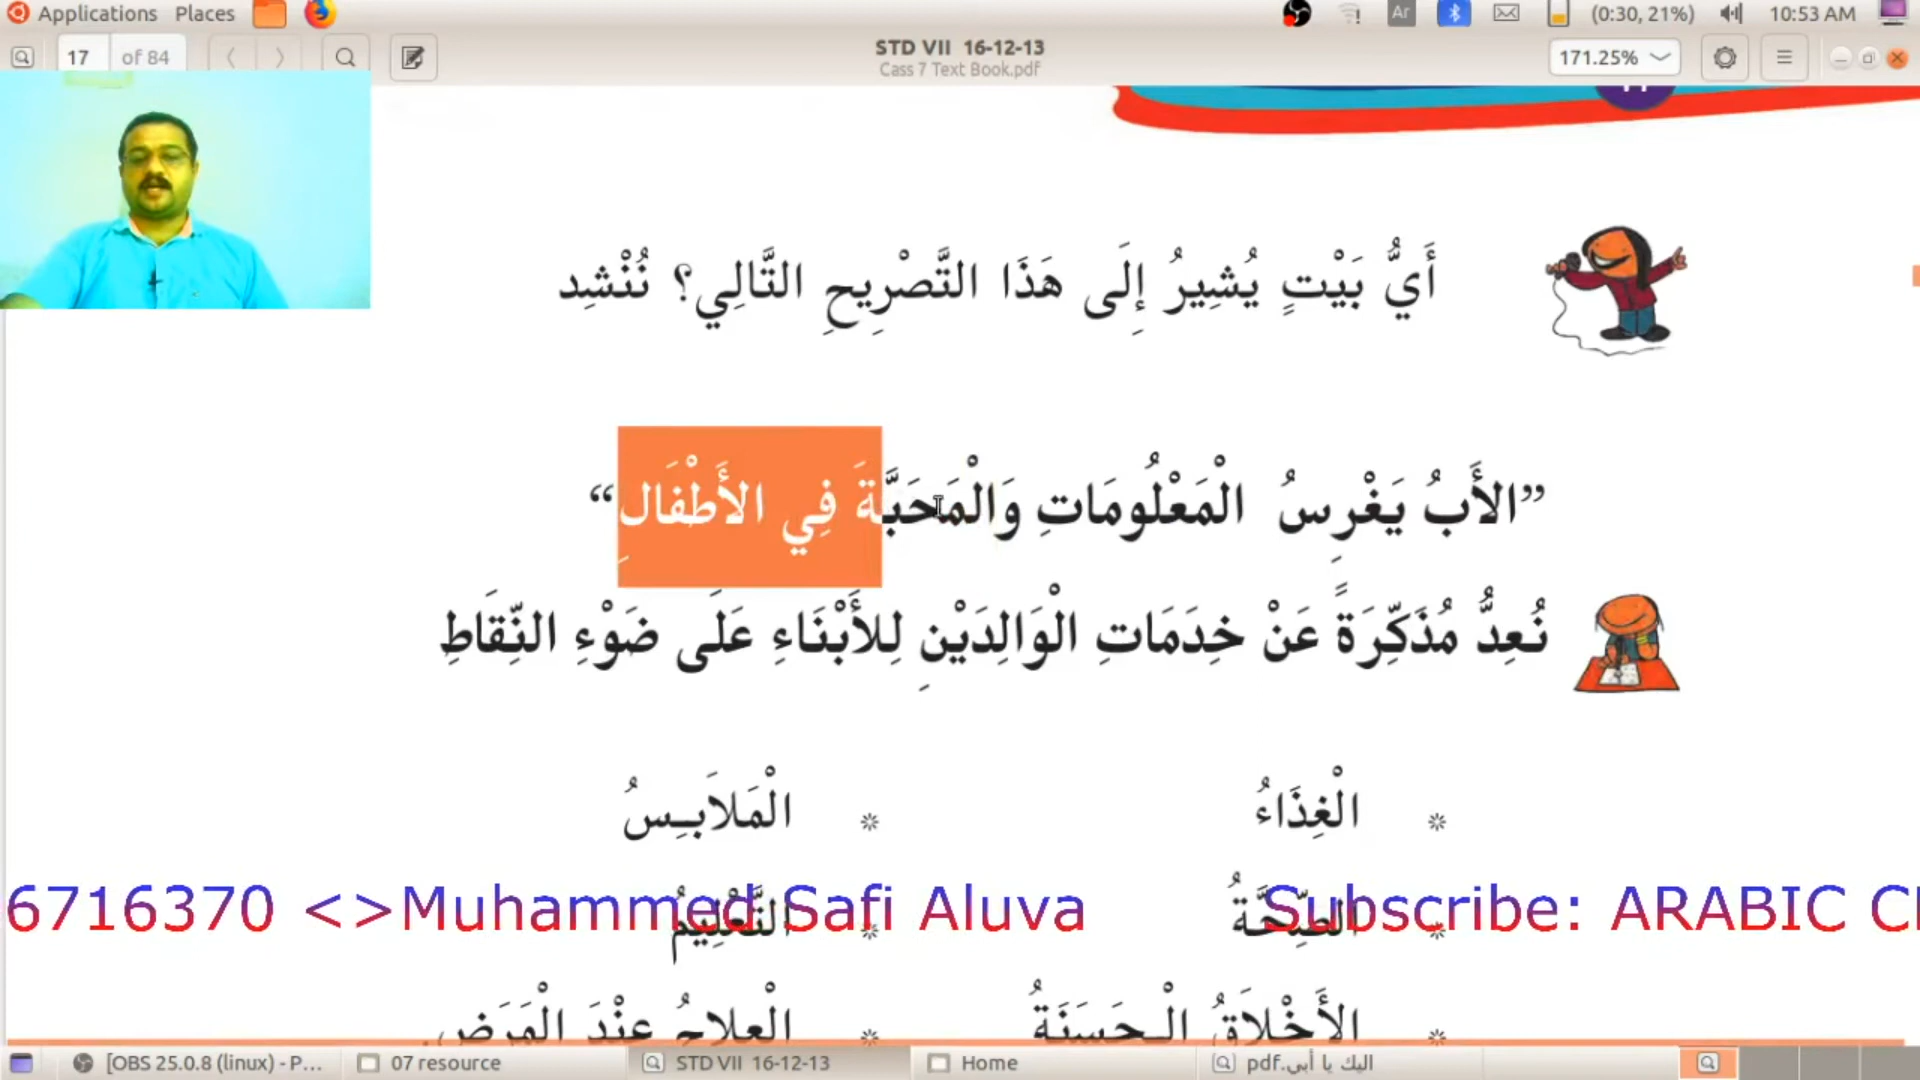 Applications Places Ar (0:30, 21%) 10:53 AM
17 of 84 STD VII 16-12-13 171.25%
Cass 7 Text Book.pdf
أَيُّ بَيْتٍ يُشِيرُ إِلَى هَذَا التَّصْرِيحِ التَّالِي؟ نُنْشِد
”الأَبُ يَغْرِسُ الْمَعْلُومَاتِ وَالْمَحَبَّةَ فِي الأَطْفَالِ“
نُعِدُّ مُذَكِّرَةً عَنْ خِدَمَاتِ الْوَالِدَيْنِ لِلأَبْنَاءِ عَلَى ضَوْءِ النِّقَاطِ
* الْغِذَاءُ * الْمَلاَبِسُ
* الصِّحَّةُ * التَّعْلِيمُ
6716370 <>Muhammed Safi Aluva Subscribe: ARABIC
* الأَخْلاَقُ الْحَسَنَةُ * الْعِلاَجُ عِنْدَ الْمَرَضِ.
[OBS 25.0.8 (linux) - P... 07 resource STD VII 16-12-13 Home اليك يا أبي.pdf